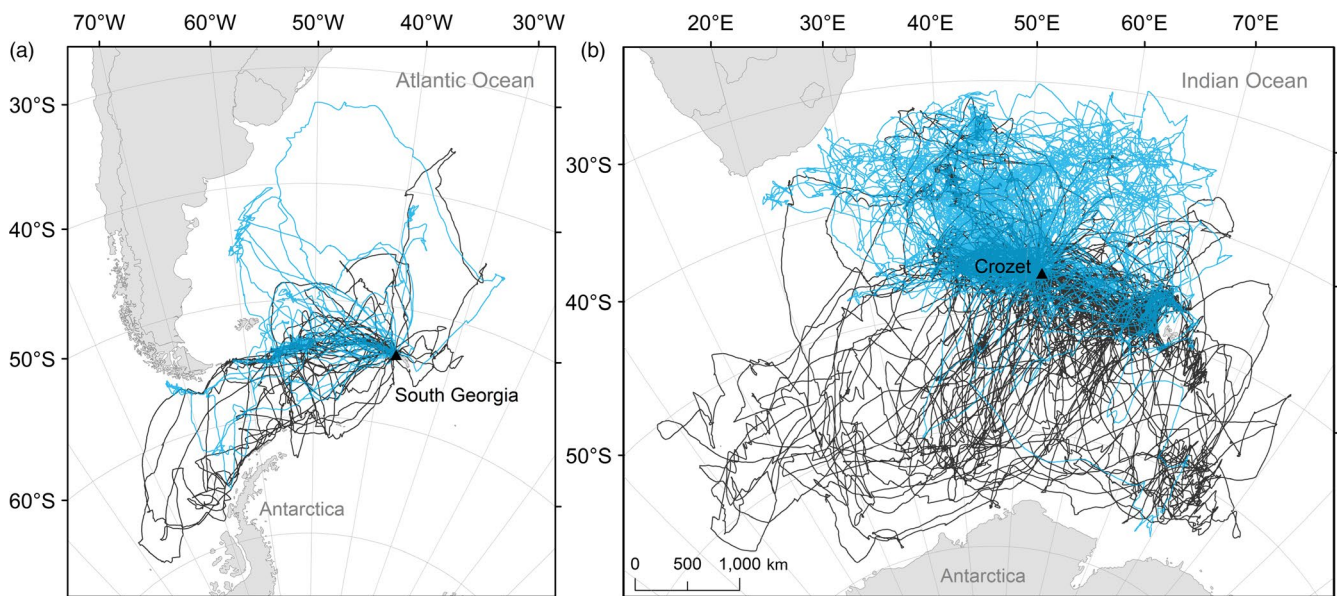 70°W 60°W 50°W 40°W 30°W
20°E 30°E 40°E 50°E 60°E 70°E
(a)
Atlantic Ocean
30°S
40°S
50°S
60°S
South Georgia
Antarctica
(b)
Indian Ocean
30°S
40°S
50°S
Crozet
0 500 1,000 km
Antarctica